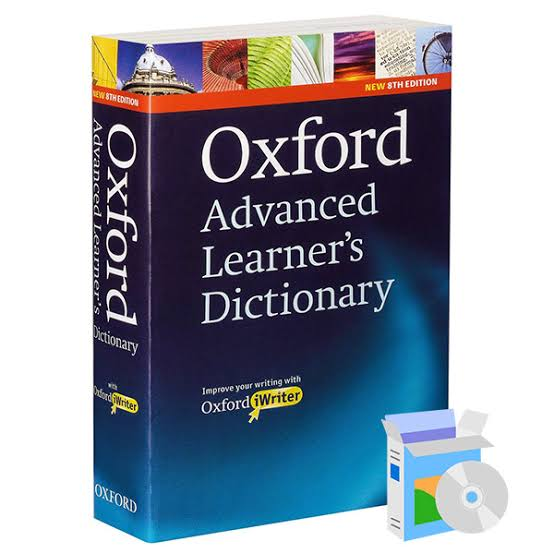 NEW 8TH EDITION
Oxford
Advanced
Learner's
Dictionary
Improve your writing with
Oxford iWriter
NEW 8TH EDITION
Oxford
Advanced Learner's
Dictionary
with
Oxford iWriter
OXFORD